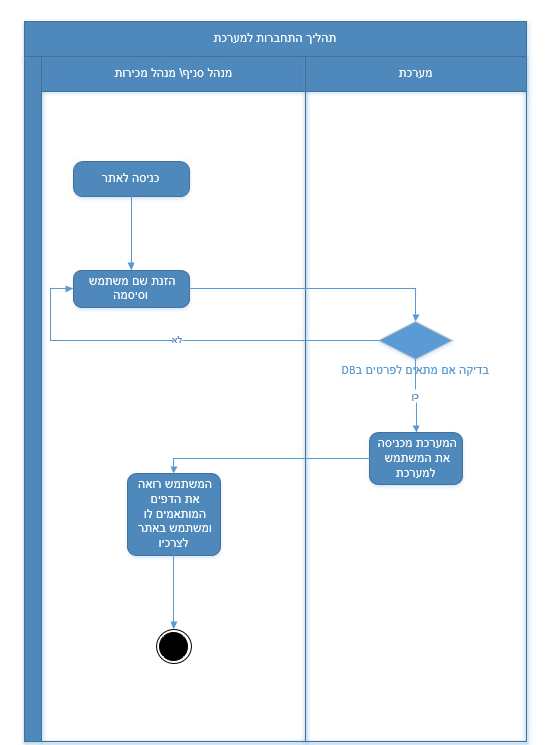 תהליך התחברות למערכת
מנהל סניף\ מנהל מכירות
מערכת
כניסה לאתר
הזנת שם משתמש
וסיסמה
לא
בדיקה אם מתאים לפרטים בDB
כן
המערכת מכניסה
את המשתמש
למערכת
המשתמש רואה
את הדפים
המותאמים לו
ומשתמש באתר
לצרכיו